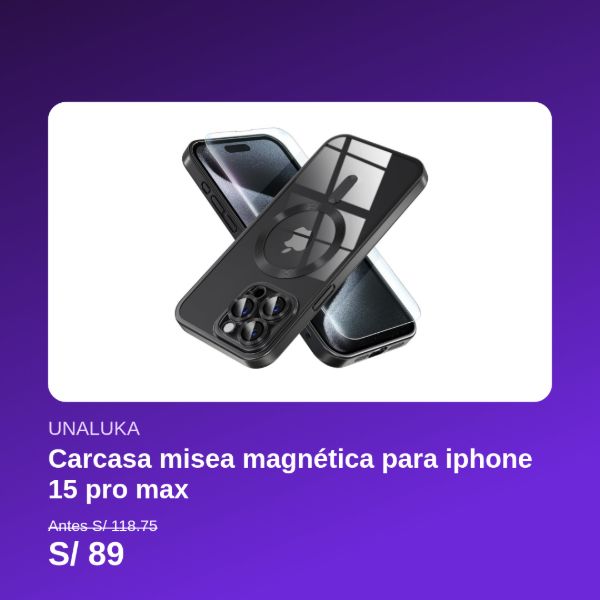 UNALUKA
Carcasa misea magnética para iphone
15 pro max
Antes S/ 118.75
S/ 89